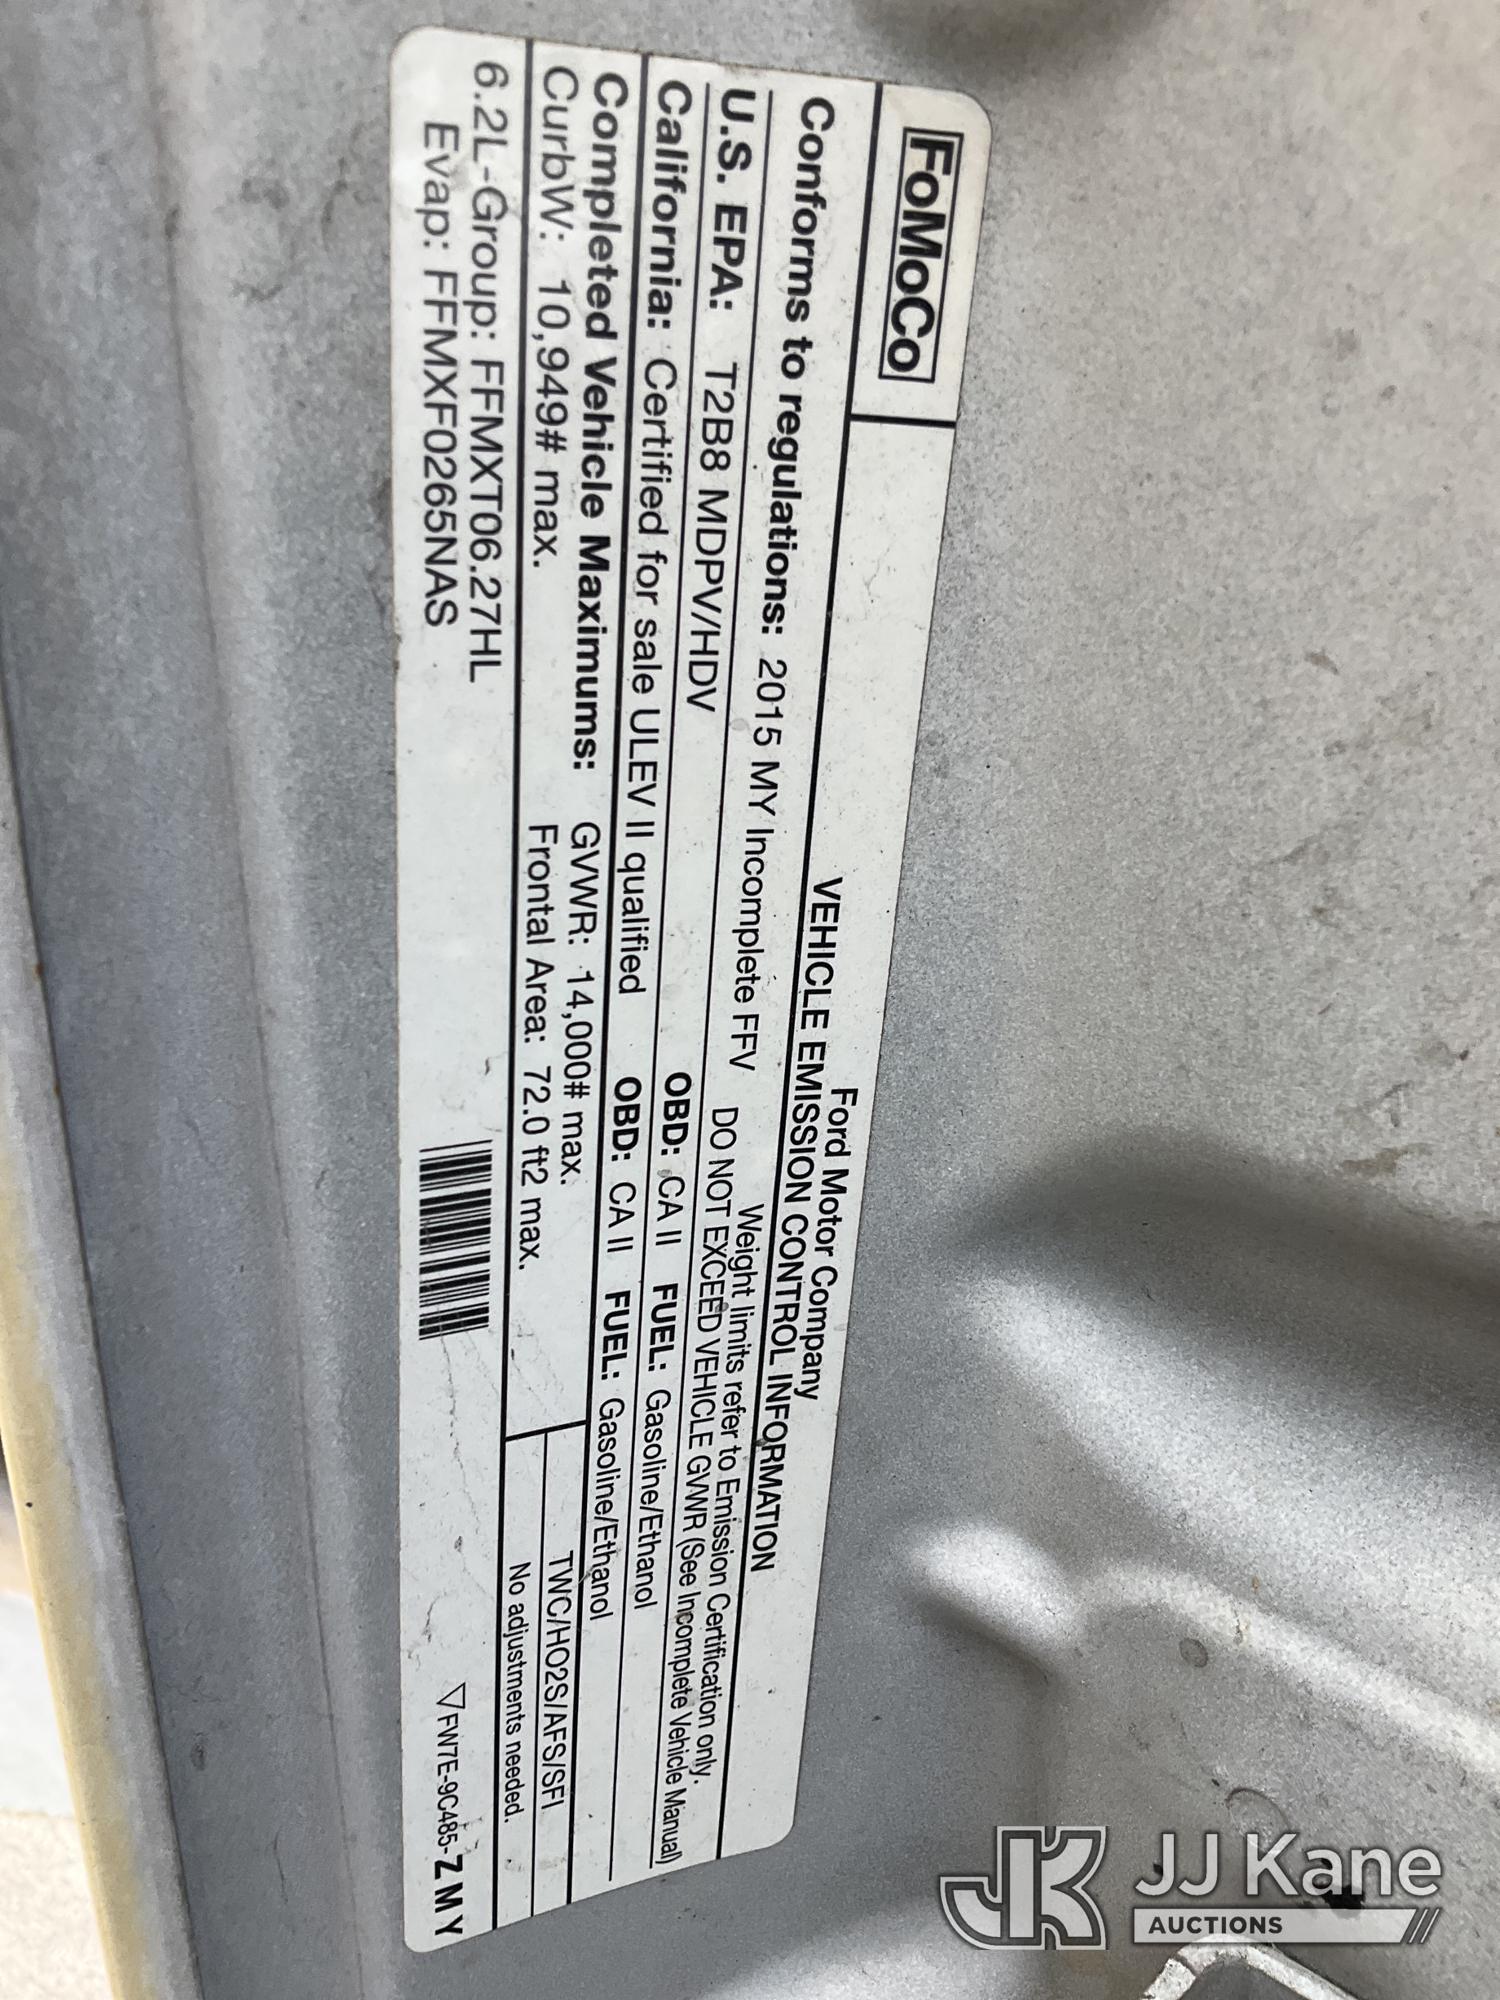 FoMoCo
Ford Motor Company
VEHICLE EMISSION CONTROL INFORMATION
Conforms to regulations: 2015 MY Incomplete FFV
Weight limits refer to Emission Certification only.
DO NOT EXCEED VEHICLE GVWR (See Incomplete Vehicle Manual)
U.S. EPA: T2B8 MDPV/HDV OBD: CA II FUEL: Gasoline/Ethanol
California: Certified for sale ULEV II qualified OBD: CA II FUEL: Gasoline/Ethanol
Completed Vehicle Maximums: GVWR: 14,000# max.
CurbW: 10,949# max. Frontal Area: 72.0 ft2 max.
TWC/HO2S/AFS/SFI
No adjustments needed.
6.2L-Group: FFMXT06.27HL
Evap: FFMXF0265NAS
▽FW7E-9C485-ZMY
JK JJ Kane
AUCTIONS